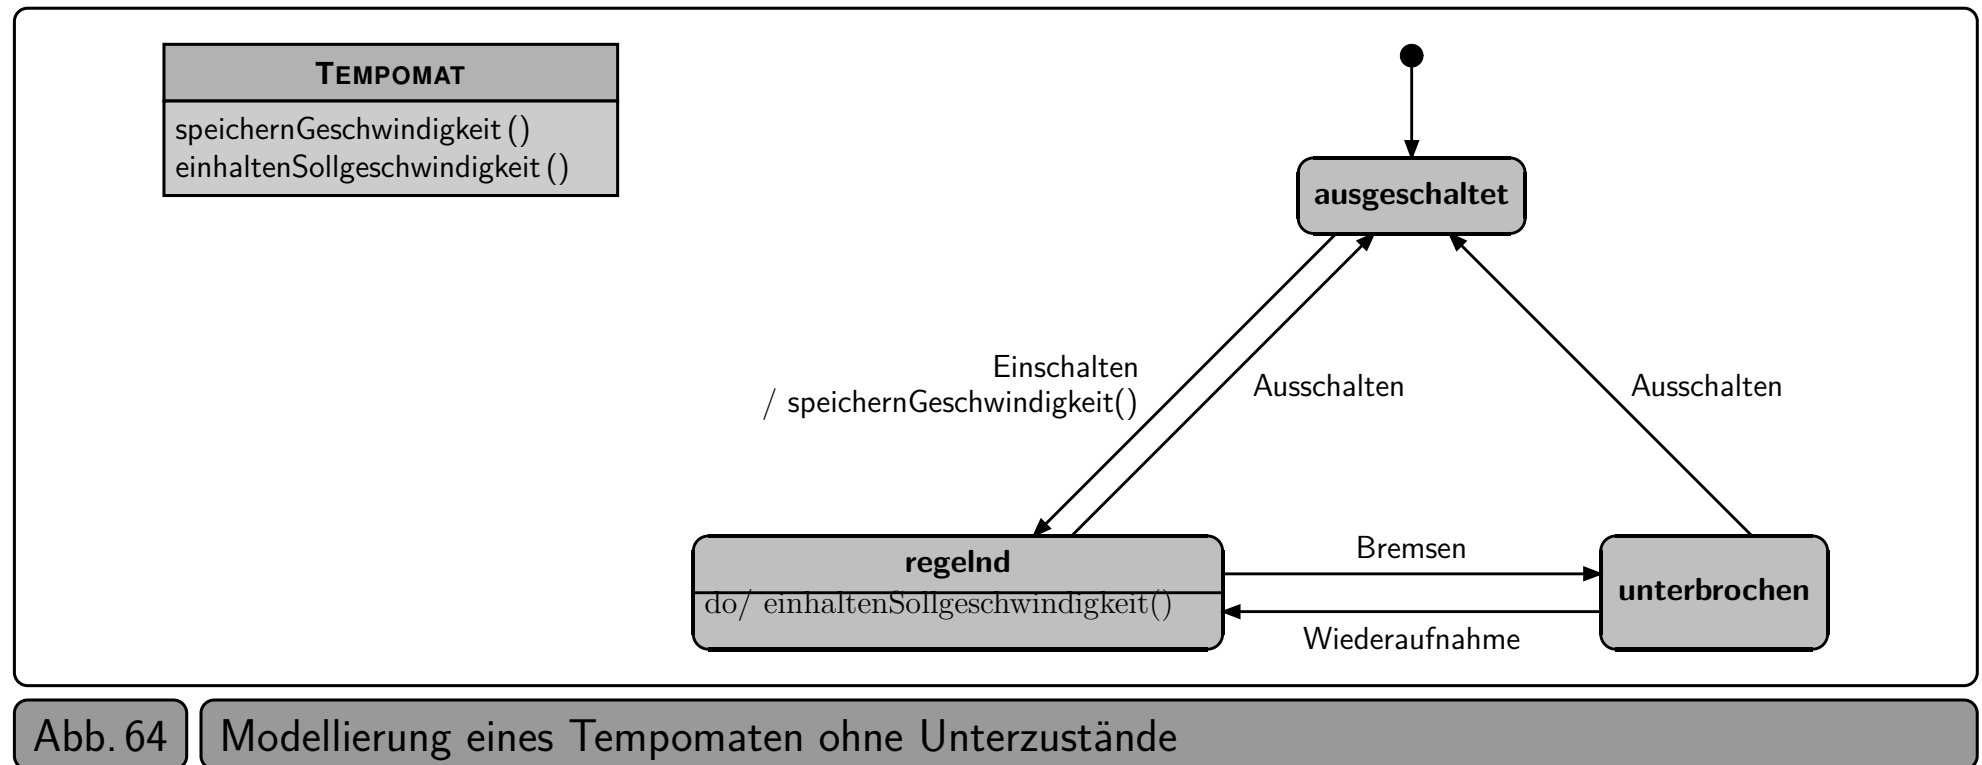 TEMPOMAT
speichernGeschwindigkeit ()
einhaltenSollgeschwindigkeit ()
ausgeschaltet
Einschalten
/ speichernGeschwindigkeit()
Ausschalten
Ausschalten
regelnd
do/ einhaltenSollgeschwindigkeit()
Bremsen
Wiederaufnahme
unterbrochen
Abb. 64 Modellierung eines Tempomaten ohne Unterzustände